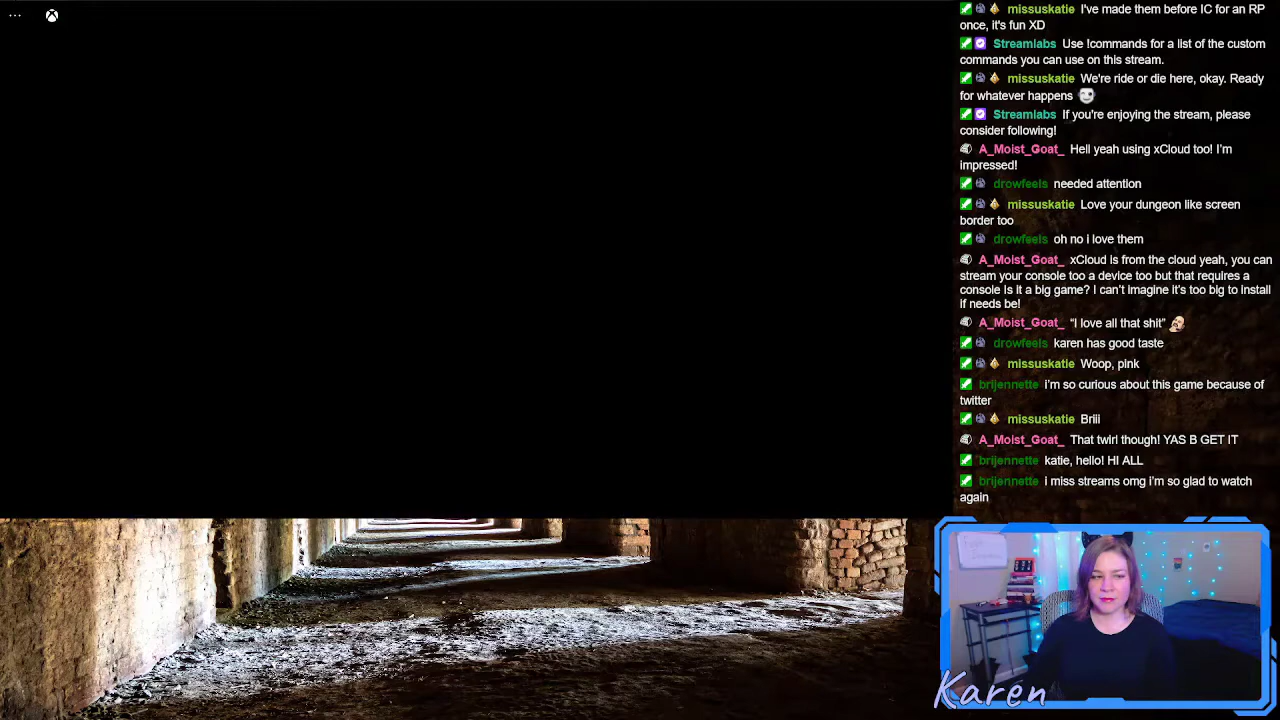 missuskatie I've made them before IC for an RP
once, it's fun XD
Streamlabs Use !commands for a list of the custom
commands you can use on this stream.
missuskatie We're ride or die here, okay. Ready
for whatever happens
Streamlabs If you're enjoying the stream, please
consider following!
A_Moist_Goat_ Hell yeah using xCloud too! I'm
impressed!
drowfeels needed attention
missuskatie Love your dungeon like screen
border too
drowfeels oh no i love them
A_Moist_Goat_ xCloud is from the cloud yeah, you can
stream your console too a device too but that requires a
console Is it a big game? I can't imagine it's too big to install
if needs be!
A_Moist_Goat_ “I love all that shit”
drowfeels karen has good taste
missuskatie Woop, pink
brijennette i'm so curious about this game because of
twitter
missuskatie Briii
A_Moist_Goat_ That twirl though! YAS B GET IT
brijennette katie, hello! HI ALL
brijennette i miss streams omg i'm so glad to watch
again
Karen